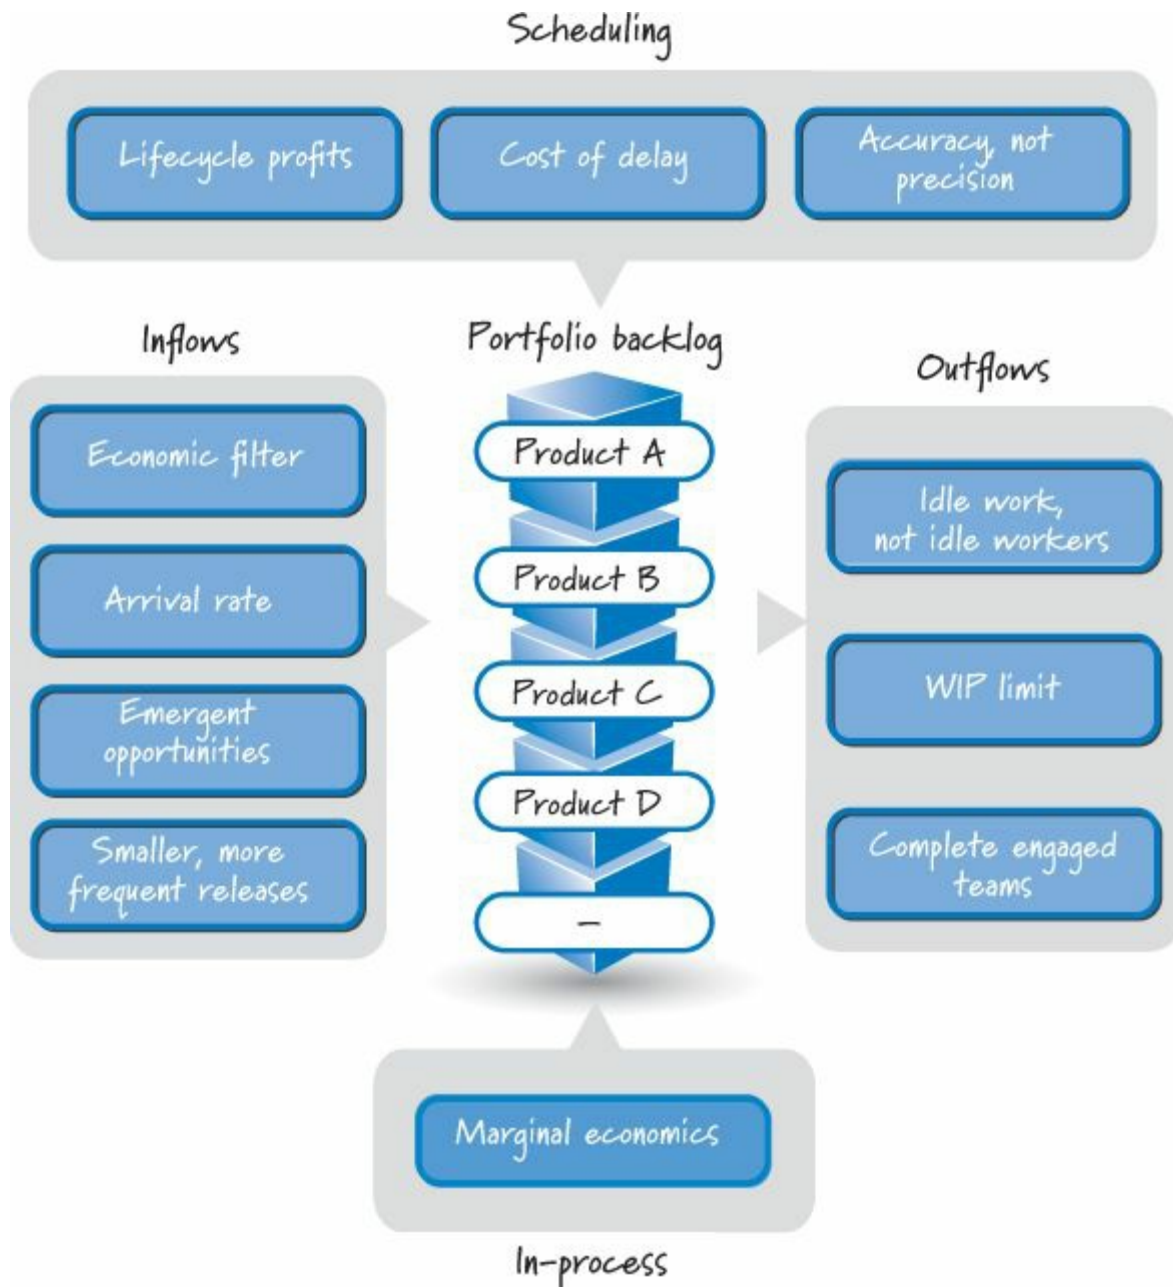 Scheduling
Lifecycle profits
Cost of delay
Accuracy, not
precision
Inflows
Economic filter
Arrival rate
Emergent
opportunities
Smaller, more
frequent releases
Portfolio backlog
Product A
Product B
Product C
Product D
–
Outflows
Idle work,
not idle workers
WIP limit
Complete engaged
teams
Marginal economics
In-process